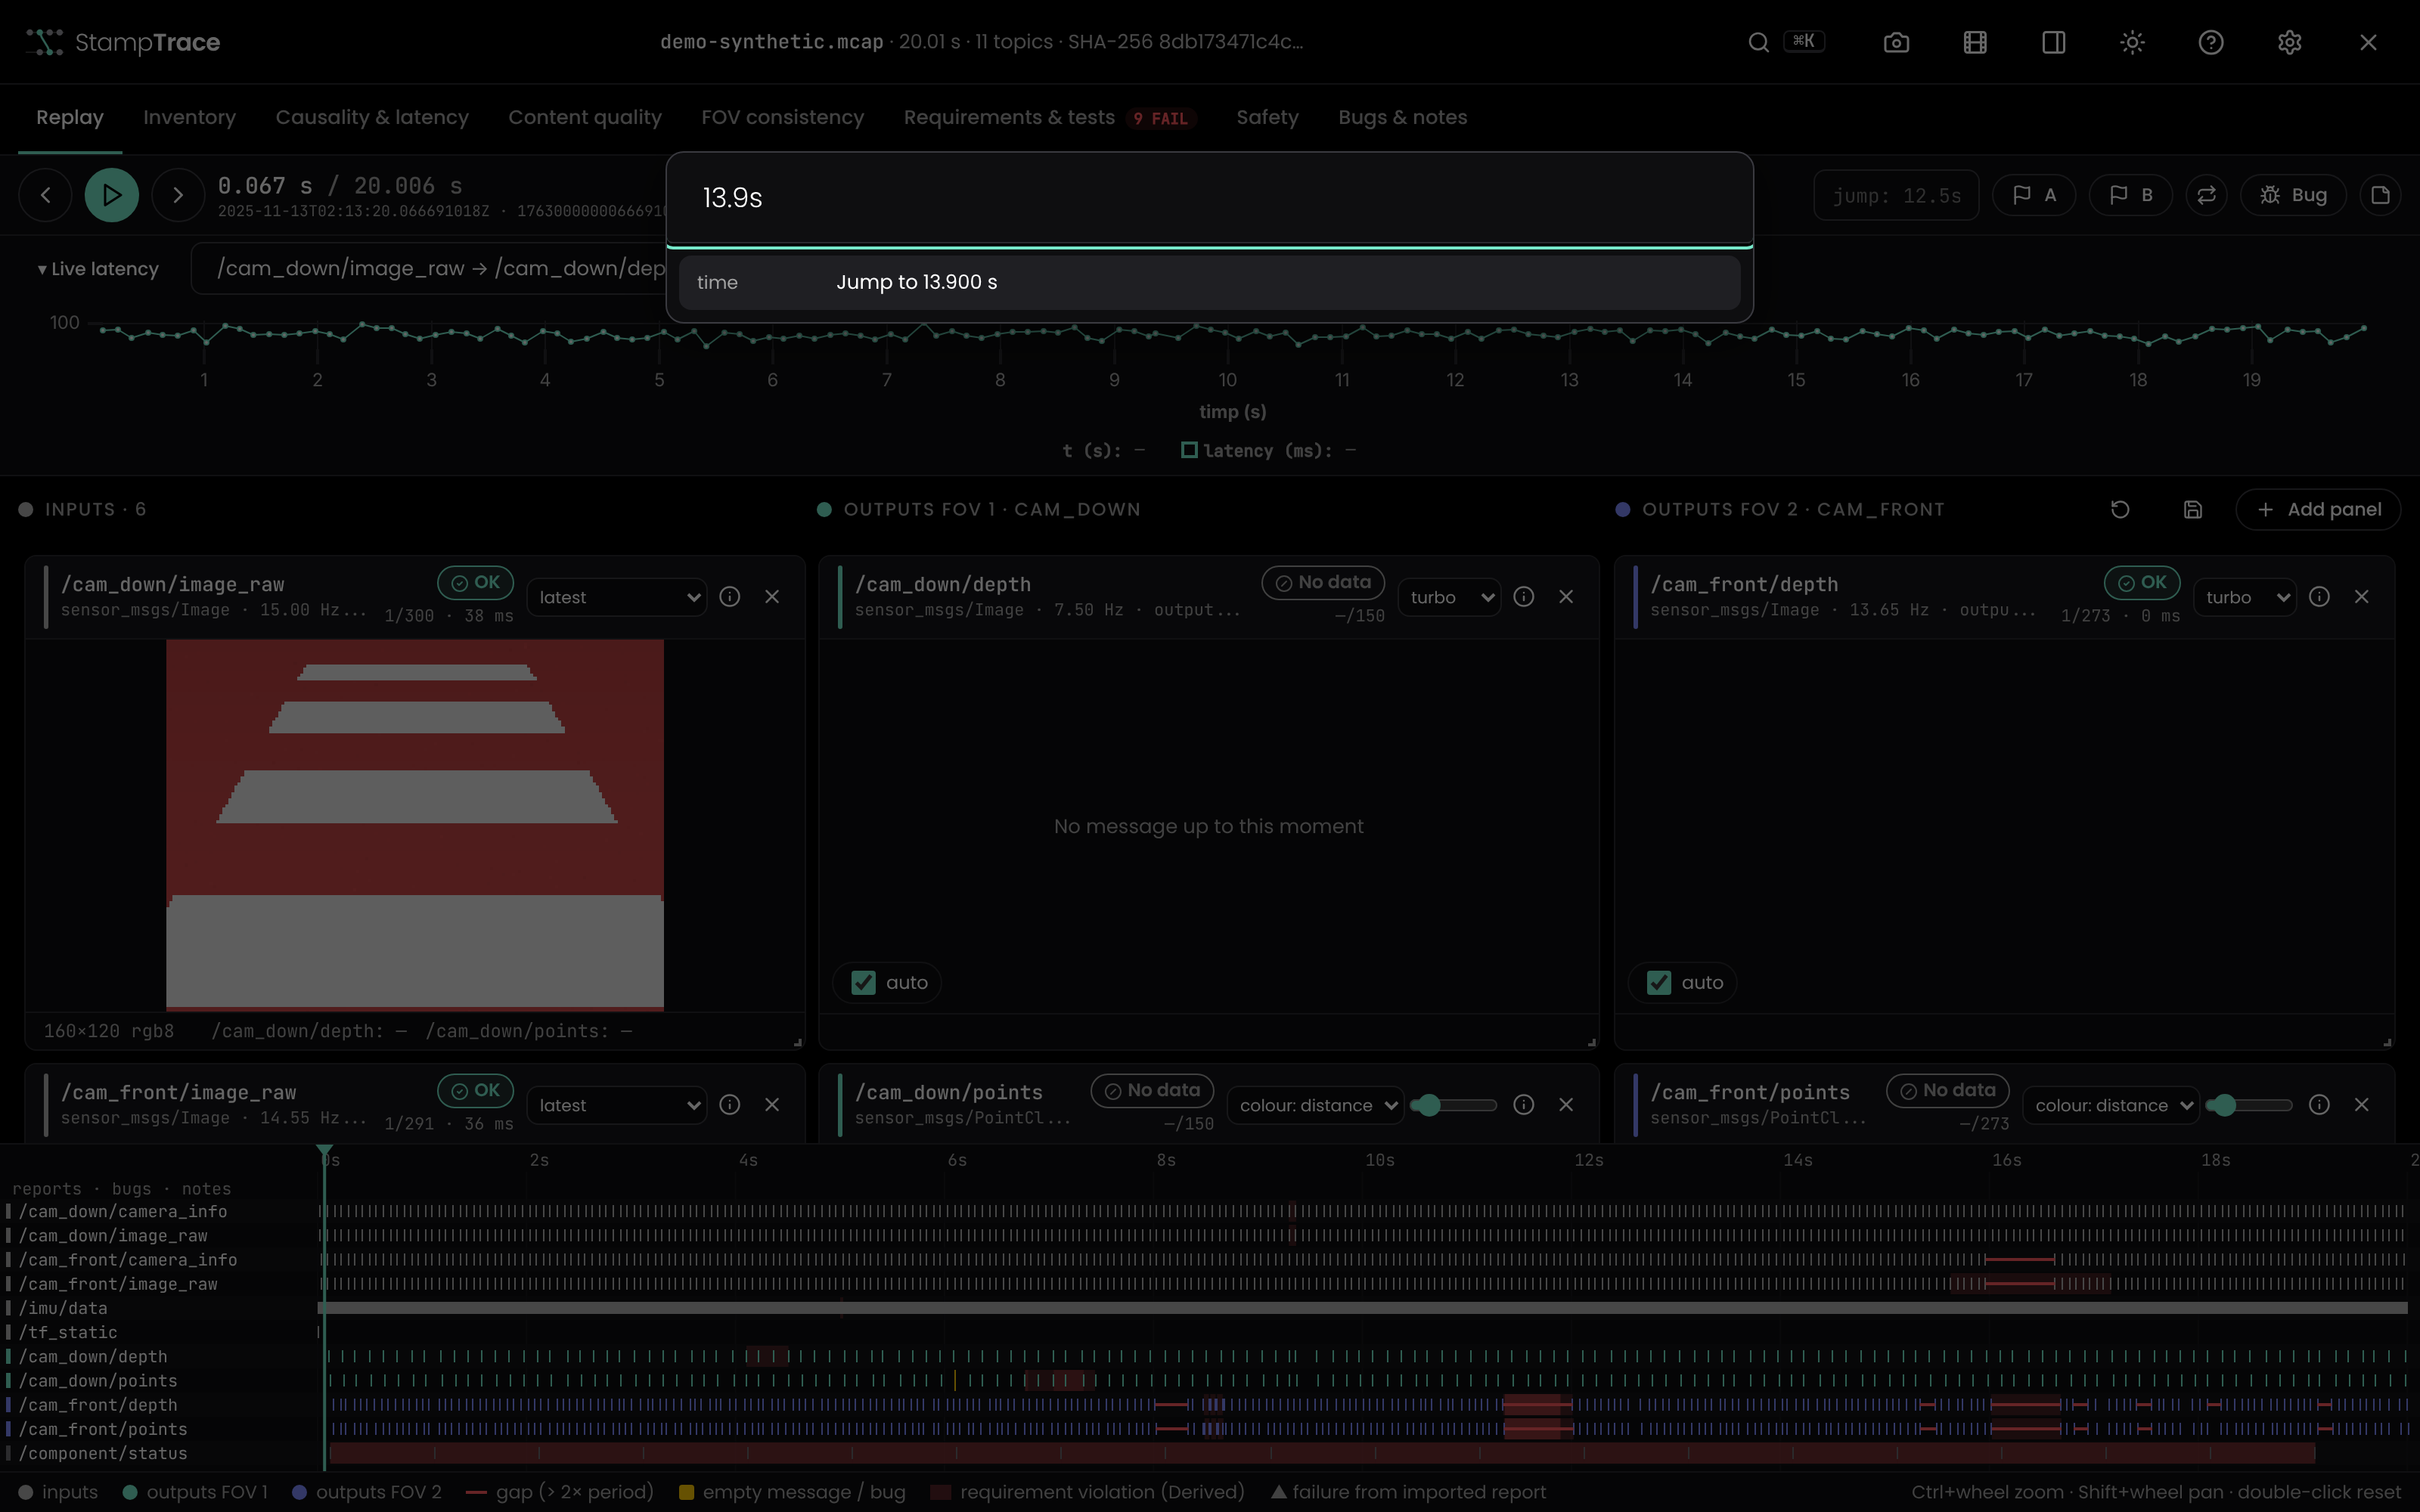 StampTrace
demo-synthetic.mcap · 20.01 s · 11 topics · SHA-256 8db173471c4c...
⌘K
Replay Inventory Causality & latency Content quality FOV consistency Requirements & tests 9 FAIL Safety Bugs & notes
13.9s
time Jump to 13.900 s
0.067 s / 20.006 s
2025-11-13T02:13:20.066691018Z ·
jump: 12.5s A B Bug
▾ Live latency /cam_down/image_raw → /cam_down/dep
100
1 2 3 4 5 6 7 8 9 10 11 12 13 14 15 16 17 18 19
timp (s)
t (s): — latency (ms): —
INPUTS · 6
OUTPUTS FOV 1 · CAM_DOWN
OUTPUTS FOV 2 · CAM_FRONT
Add panel
/cam_down/image_raw OK latest
sensor_msgs/Image · 15.00 Hz... 1/300 · 38 ms
/cam_down/depth No data turbo
sensor_msgs/Image · 7.50 Hz · output... —/150
/cam_front/depth OK turbo
sensor_msgs/Image · 13.65 Hz · outpu... 1/273 · 0 ms
No message up to this moment
auto
auto
160×120 rgb8 /cam_down/depth: — /cam_down/points: —
/cam_front/image_raw OK latest
sensor_msgs/Image · 14.55 Hz... 1/291 · 36 ms
/cam_down/points No data colour: distance
sensor_msgs/PointCl... —/150
/cam_front/points No data colour: distance
sensor_msgs/PointCl... —/273
0s 2s 4s 6s 8s 10s 12s 14s 16s 18s 2
reports · bugs · notes
/cam_down/camera_info
/cam_down/image_raw
/cam_front/camera_info
/cam_front/image_raw
/imu/data
/tf_static
/cam_down/depth
/cam_down/points
/cam_front/depth
/cam_front/points
/component/status
inputs outputs FOV 1 outputs FOV 2 gap (> 2× period) empty message / bug requirement violation (Derived) failure from imported report
Ctrl+wheel zoom · Shift+wheel pan · double-click reset